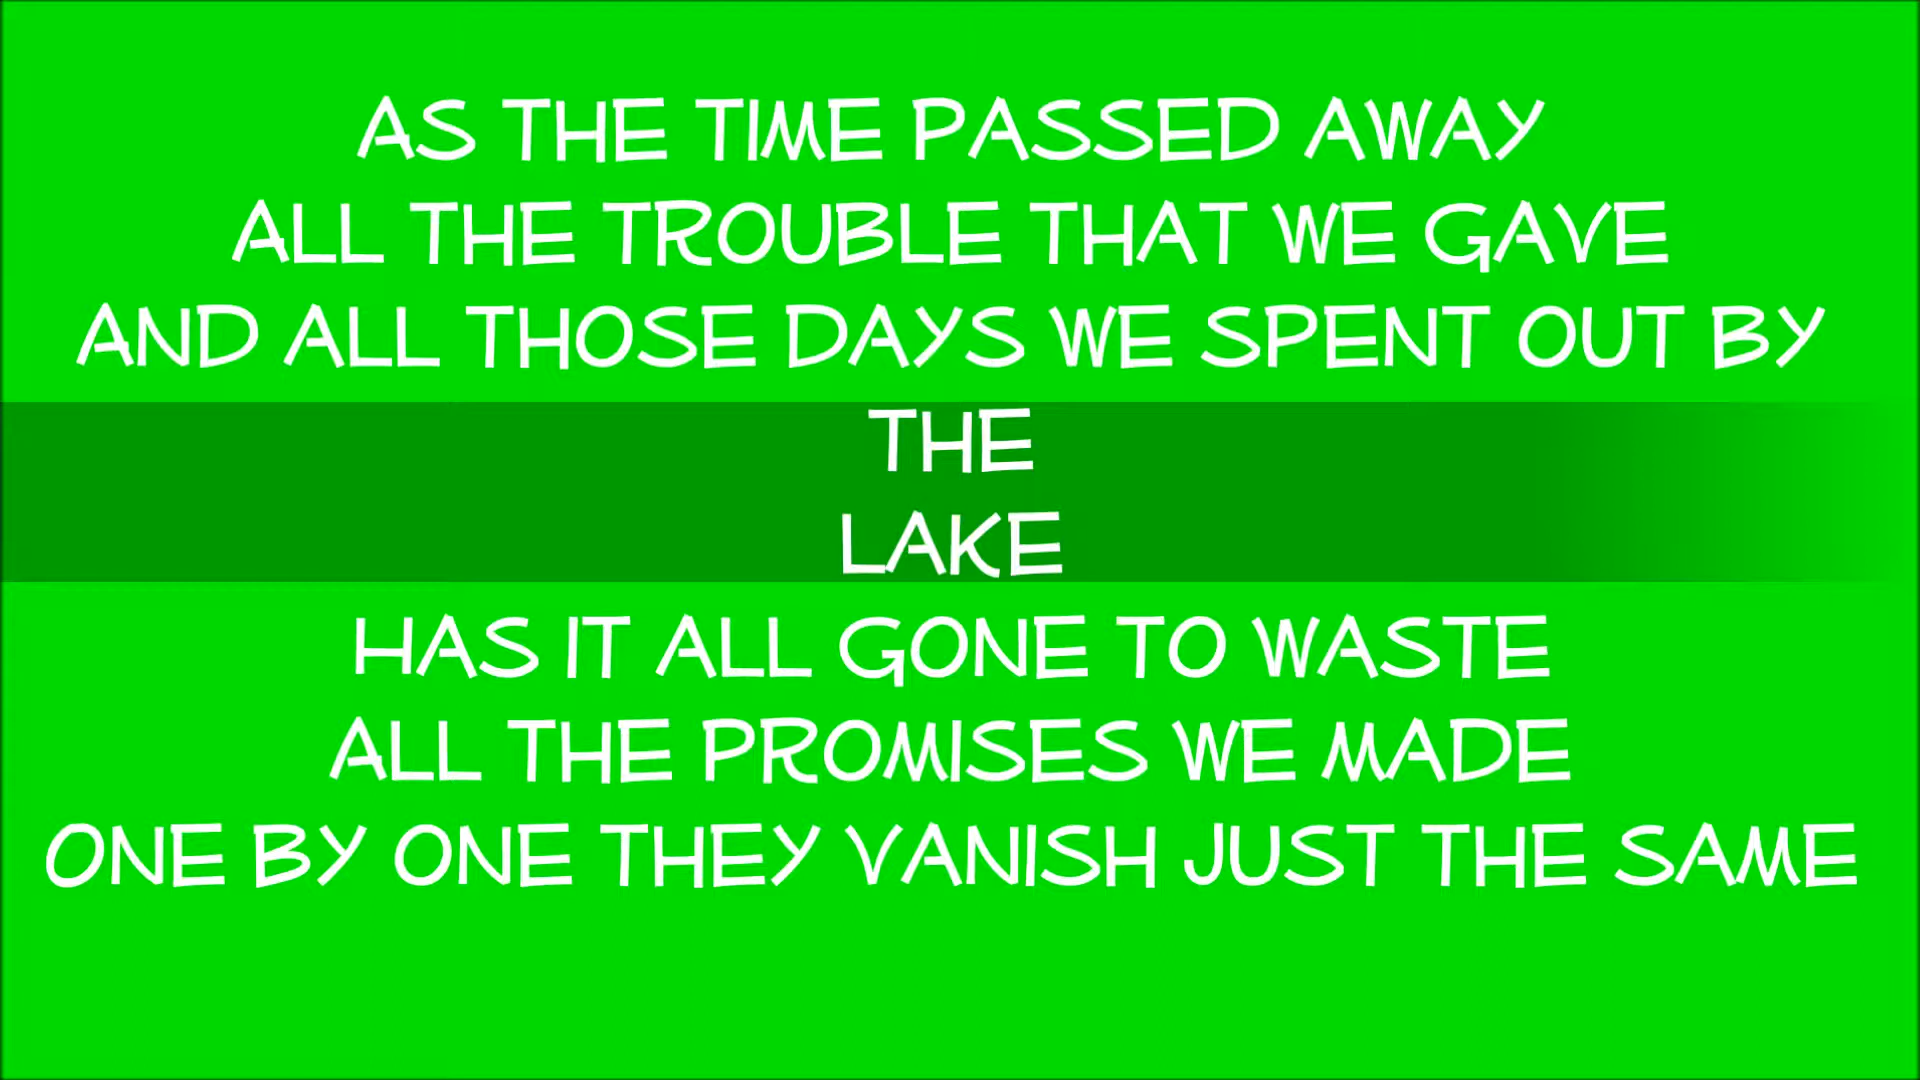 AS THE TIME PASSED AWAY
ALL THE TROUBLE THAT WE GAVE
AND ALL THOSE DAYS WE SPENT OUT BY
THE
LAKE
HAS IT ALL GONE TO WASTE
ALL THE PROMISES WE MADE
ONE BY ONE THEY VANISH JUST THE SAME